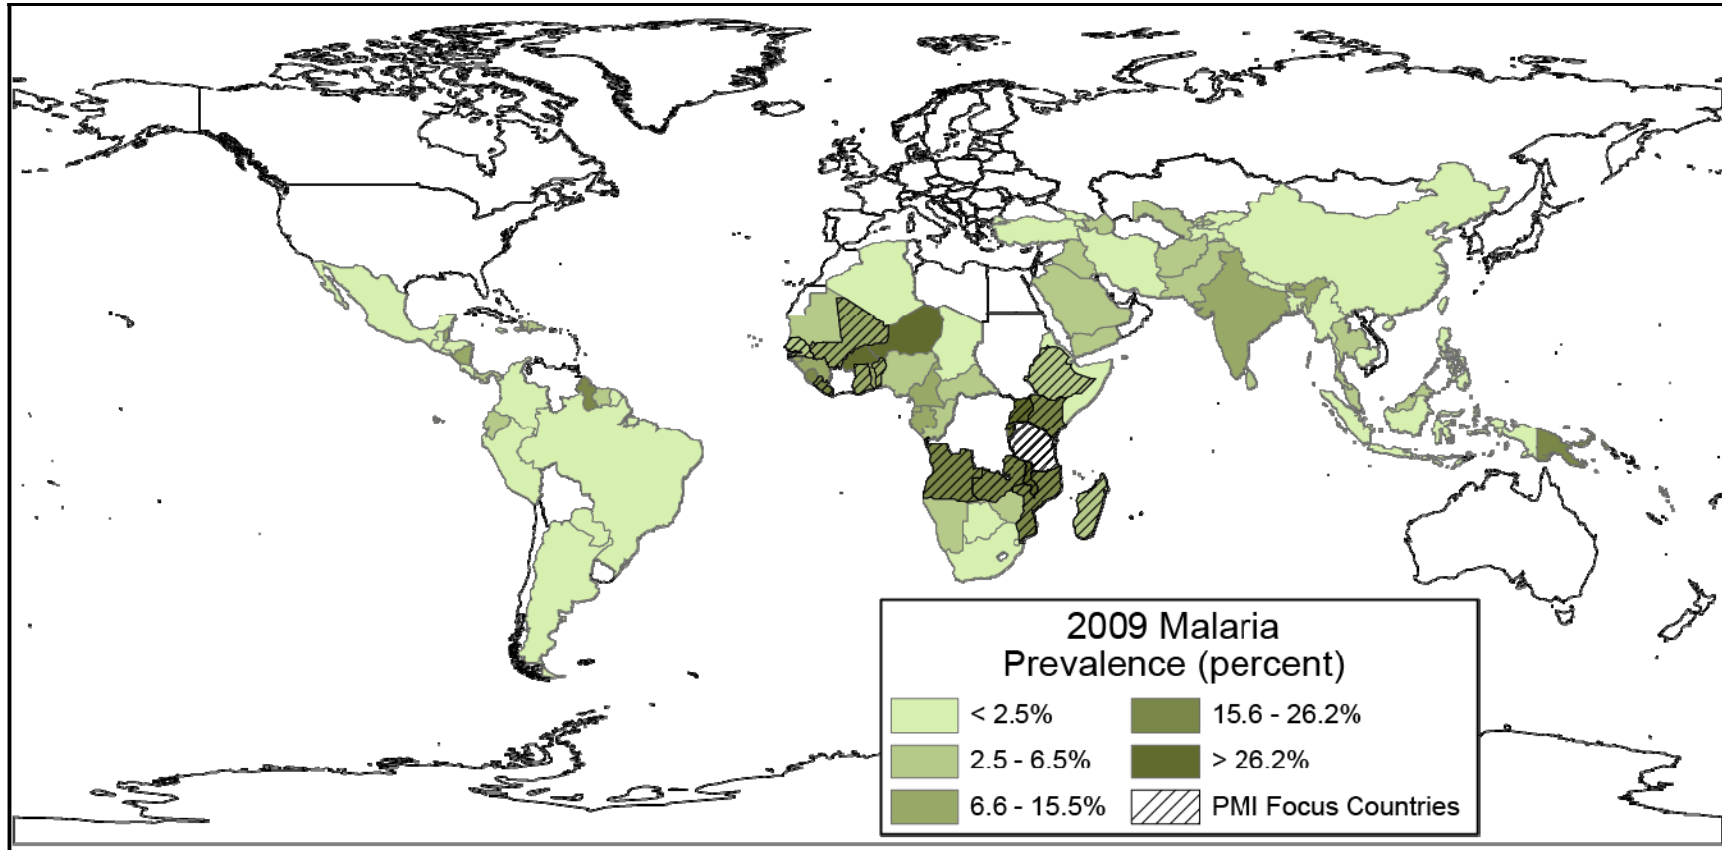 2009 Malaria
Prevalence (percent)
< 2.5%
2.5 - 6.5%
6.6 - 15.5%
15.6 - 26.2%
> 26.2%
PMI Focus Countries